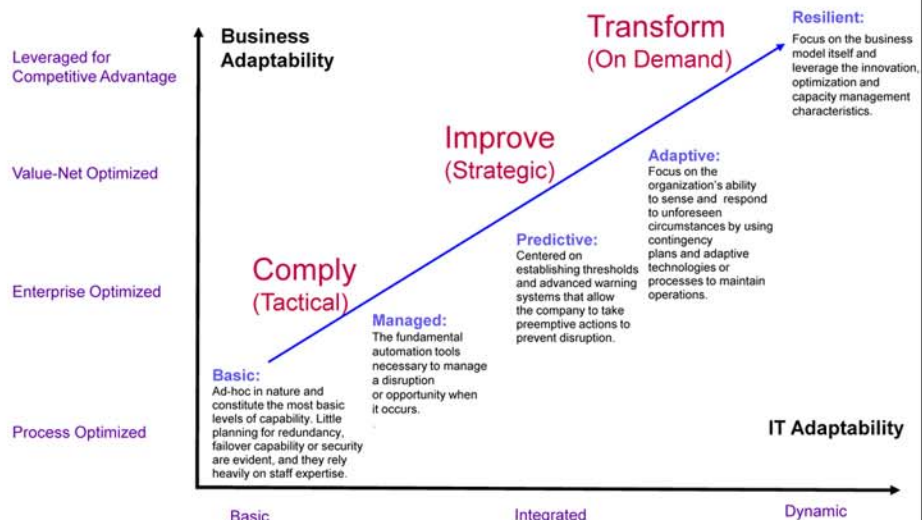 Business
Adaptability
Leveraged for
Competitive Advantage
Value-Net Optimized
Enterprise Optimized
Process Optimized
Transform
(On Demand)
Improve
(Strategic)
Comply
(Tactical)
Resilient:
Focus on the business
model itself and
leverage the innovation,
optimization and
capacity management
characteristics.
Adaptive:
Focus on the
organization's ability
to sense and respond
to unforeseen
circumstances by using
contingency
plans and adaptive
technologies or
processes to maintain
operations.
Predictive:
Centered on
establishing thresholds
and advanced warning
systems that allow
the company to take
preemptive actions to
prevent disruption.
Managed:
The fundamental
automation tools
necessary to manage
a disruption
or opportunity when
it occurs.
.
Basic:
Ad-hoc in nature and
constitute the most basic
levels of capability. Little
planning for redundancy,
failover capability or security
are evident, and they rely
heavily on staff expertise.
IT Adaptability
Basic
Integrated
Dynamic